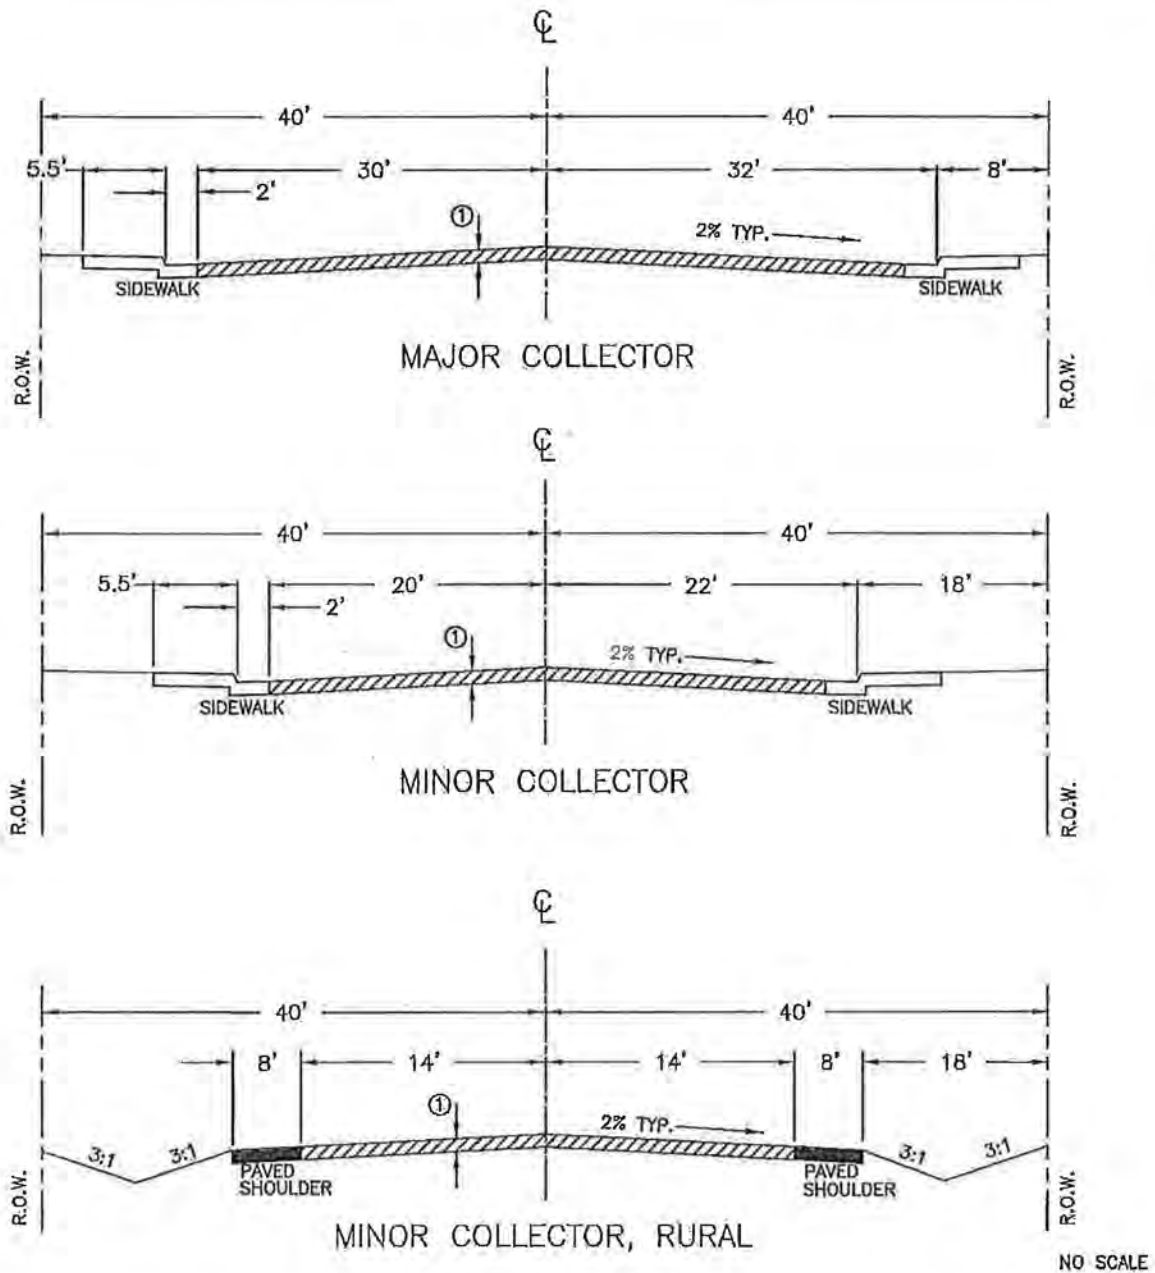 ℄
40' 40'
5.5' 30' 32' 8'
2'
①
2% TYP.
SIDEWALK SIDEWALK
MAJOR COLLECTOR
R.O.W. R.O.W.
℄
40' 40'
5.5' 20' 22' 18'
2'
①
2% TYP.
SIDEWALK SIDEWALK
MINOR COLLECTOR
R.O.W. R.O.W.
℄
40' 40'
8' 14' 14' 8' 18'
①
2% TYP.
3:1 3:1 3:1 3:1
PAVED PAVED
SHOULDER SHOULDER
R.O.W. R.O.W.
MINOR COLLECTOR, RURAL
NO SCALE